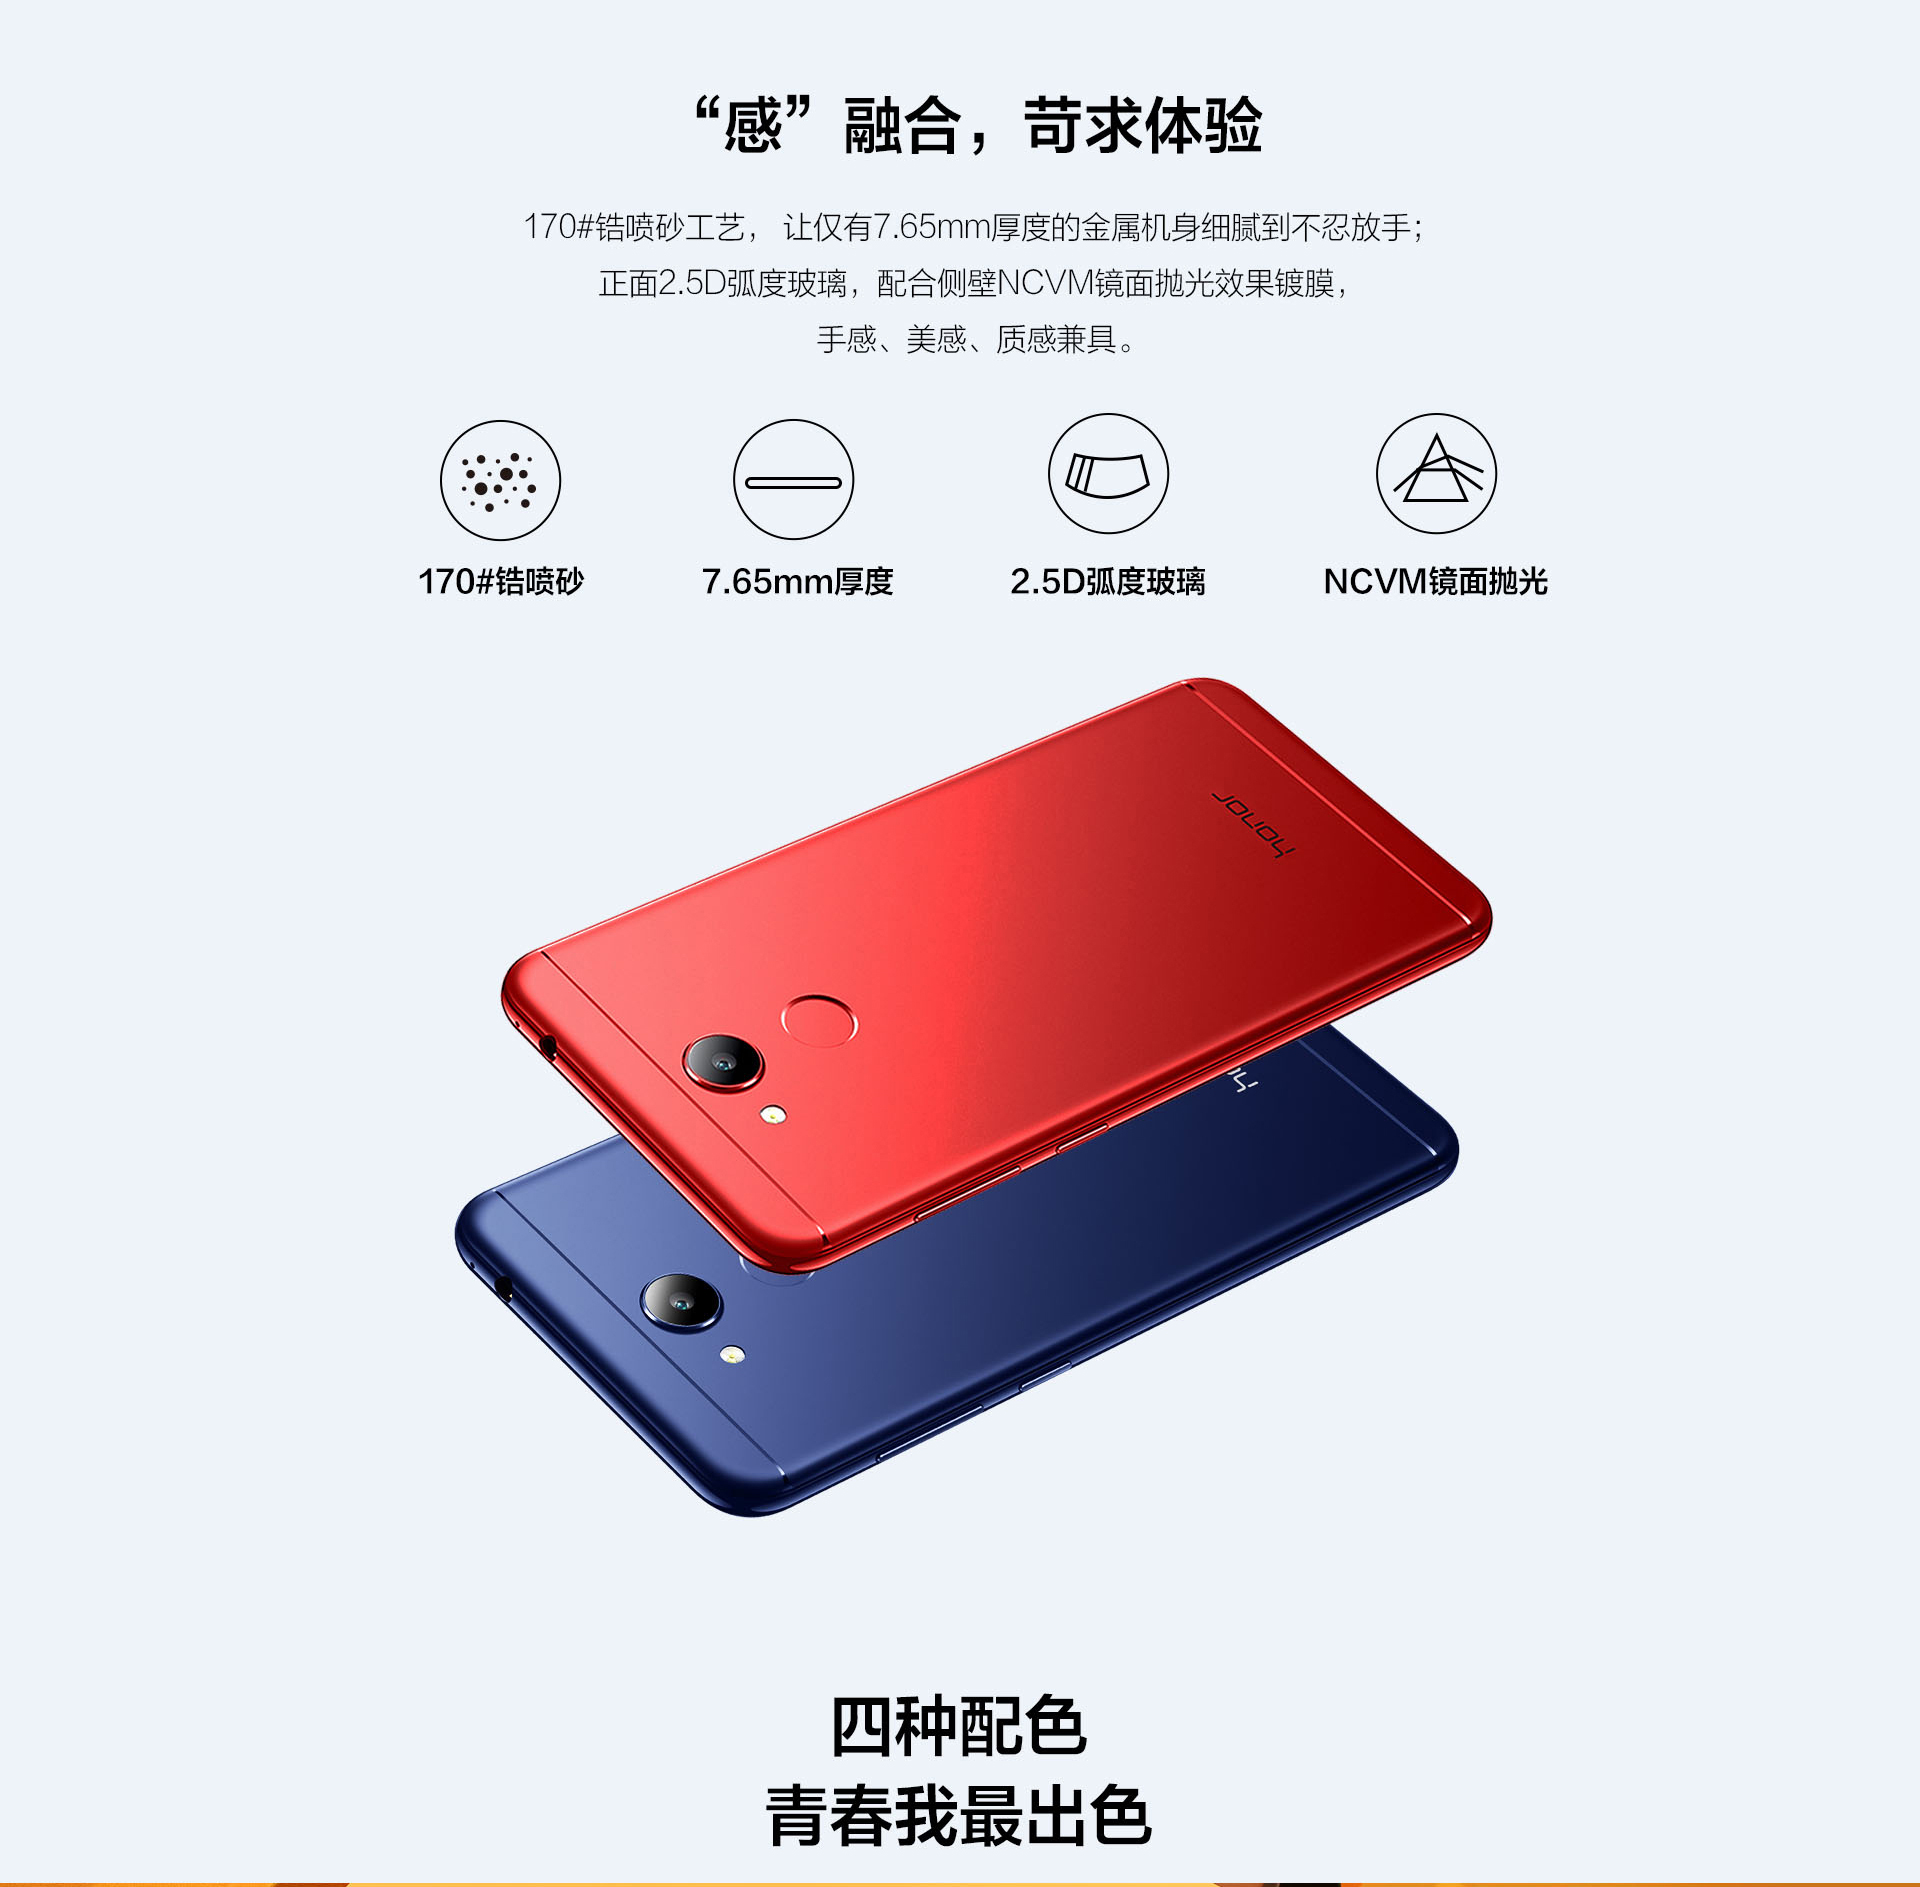 “感”融合，苛求体验
170#锆喷砂工艺， 让仅有7.65mm厚度的金属机身细腻到不忍放手；
正面2.5D弧度玻璃，配合侧壁NCVM镜面抛光效果镀膜，
手感、美感、质感兼具。
170#锆喷砂
7.65mm厚度
2.5D弧度玻璃
NCVM镜面抛光
honor
四种配色
青春我最出色